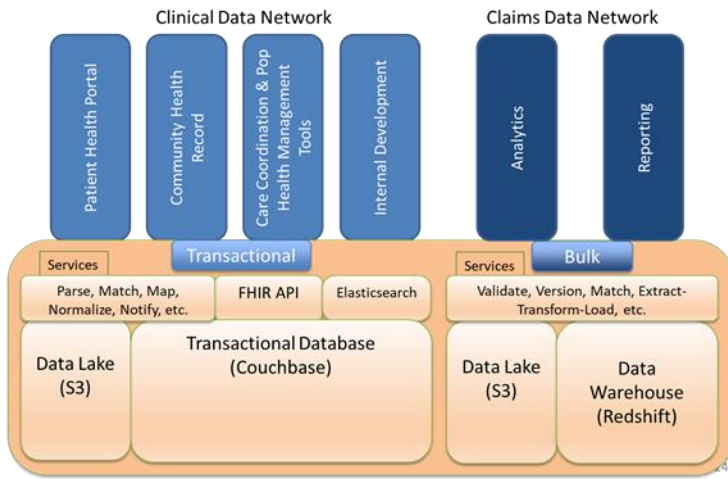 Clinical Data Network
Claims Data Network
Patient Health Portal
Community Health
Record
Care Coordination & Pop
Health Management
Tools
Internal Development
Analytics
Reporting
Transactional
Bulk
Services
Services
Parse, Match, Map,
Normalize, Notify, etc.
FHIR API
Elasticsearch
Validate, Version, Match, Extract-
Transform-Load, etc.
Data Lake
(S3)
Transactional Database
(Couchbase)
Data Lake
(S3)
Data
Warehouse
(Redshift)
24